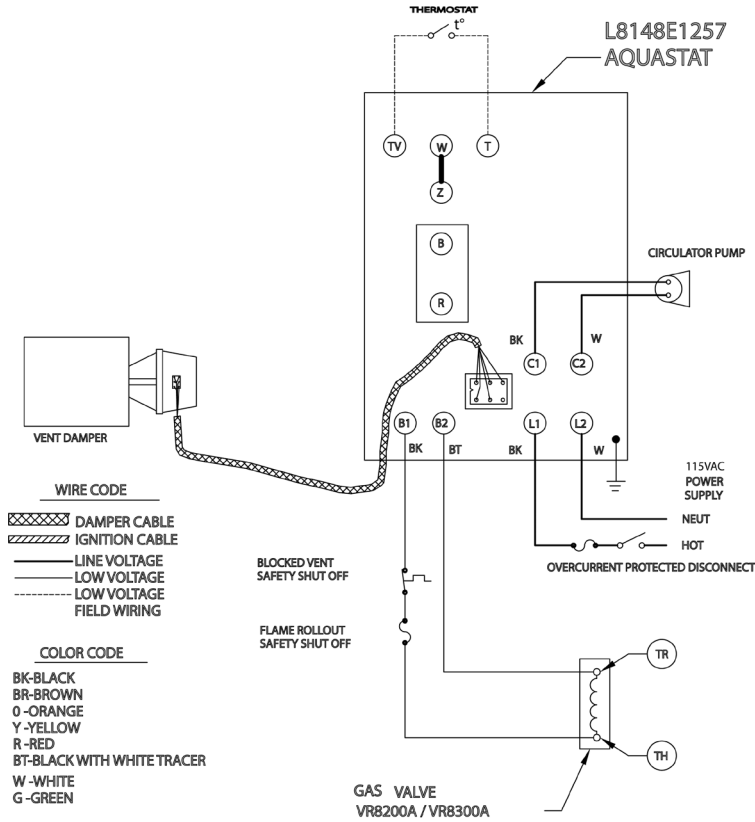 THERMOSTAT
t°
L8148E1257
AQUASTAT
TV
W
T
Z
B
R
CIRCULATOR PUMP
BK
W
C1
C2
B1
B2
L1
L2
BK
BT
BK
W
VENT DAMPER
115VAC
POWER
SUPPLY
NEUT
HOT
OVERCURRENT PROTECTED DISCONNECT
WIRE CODE
DAMPER CABLE
IGNITION CABLE
LINE VOLTAGE
LOW VOLTAGE
LOW VOLTAGE
FIELD WIRING
BLOCKED VENT
SAFETY SHUT OFF
FLAME ROLLOUT
SAFETY SHUT OFF
COLOR CODE
BK-BLACK
BR-BROWN
0 -ORANGE
Y -YELLOW
R -RED
BT-BLACK WITH WHITE TRACER
W -WHITE
G -GREEN
TR
TH
GAS VALVE
VR8200A / VR8300A